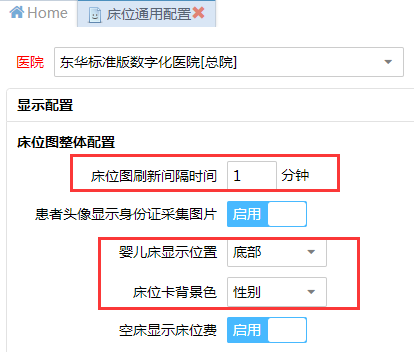 Home 床位通用配置
医院 东华标准版数字化医院[总院]
显示配置
床位图整体配置
床位图刷新间隔时间 1 分钟
患者头像显示身份证采集图片 启用
婴儿床显示位置 底部
床位卡背景色 性别
空床显示床位费 启用